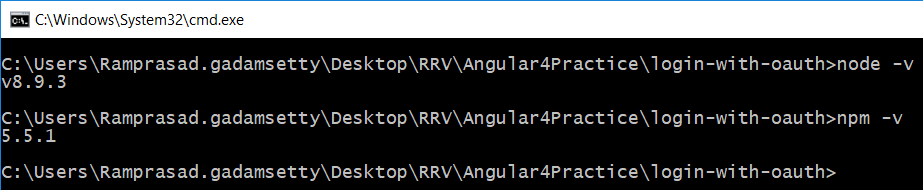 C:\Windows\System32\cmd.exe
C:\Users\Ramprasad.gadamsetty\Desktop\RRV\Angular4Practice\login-with-oauth>node -v
v8.9.3
C:\Users\Ramprasad.gadamsetty\Desktop\RRV\Angular4Practice\login-with-oauth>npm -v
5.5.1
C:\Users\Ramprasad.gadamsetty\Desktop\RRV\Angular4Practice\login-with-oauth>